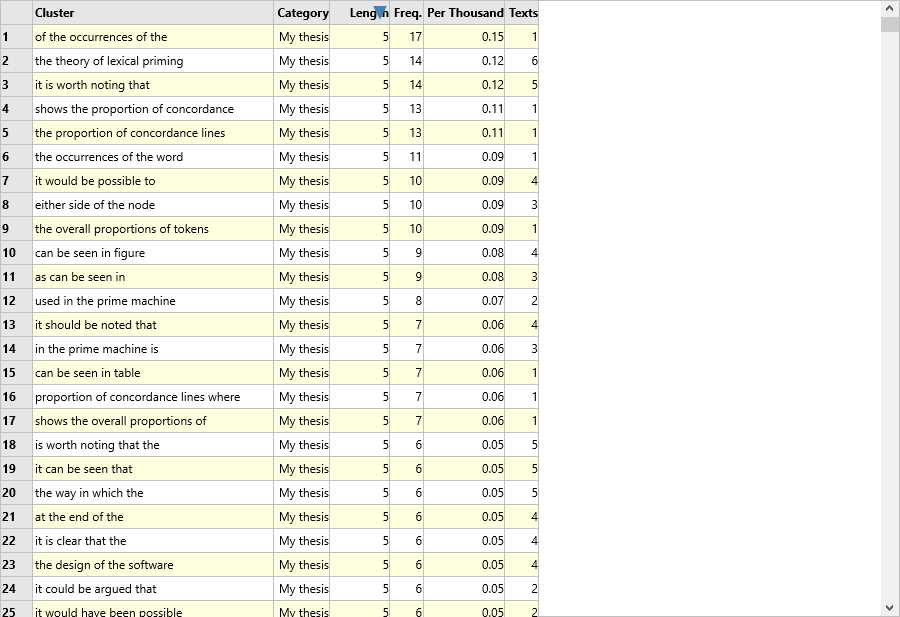 Cluster Category Length Freq. Per Thousand Texts
1 of the occurrences of the My thesis 5 17 0.15 1
2 the theory of lexical priming My thesis 5 14 0.12 6
3 it is worth noting that My thesis 5 14 0.12 5
4 shows the proportion of concordance My thesis 5 13 0.11 1
5 the proportion of concordance lines My thesis 5 13 0.11 1
6 the occurrences of the word My thesis 5 11 0.09 1
7 it would be possible to My thesis 5 10 0.09 4
8 either side of the node My thesis 5 10 0.09 3
9 the overall proportions of tokens My thesis 5 10 0.09 1
10 can be seen in figure My thesis 5 9 0.08 4
11 as can be seen in My thesis 5 9 0.08 3
12 used in the prime machine My thesis 5 8 0.07 2
13 it should be noted that My thesis 5 7 0.06 4
14 in the prime machine is My thesis 5 7 0.06 3
15 can be seen in table My thesis 5 7 0.06 1
16 proportion of concordance lines where My thesis 5 7 0.06 1
17 shows the overall proportions of My thesis 5 7 0.06 1
18 is worth noting that the My thesis 5 6 0.05 5
19 it can be seen that My thesis 5 6 0.05 5
20 the way in which the My thesis 5 6 0.05 5
21 at the end of the My thesis 5 6 0.05 4
22 it is clear that the My thesis 5 6 0.05 4
23 the design of the software My thesis 5 6 0.05 4
24 it could be argued that My thesis 5 6 0.05 2
25 it would have been possible My thesis 5 6 0.05 2